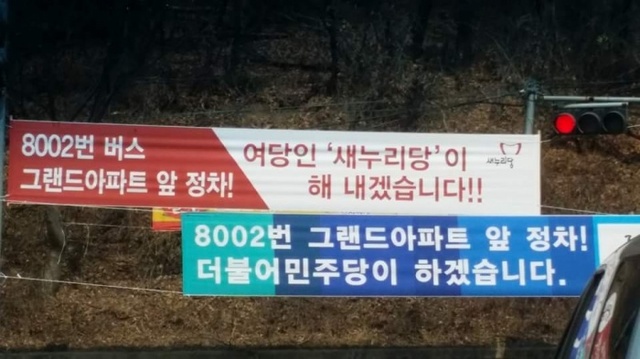 8002번 버스
그랜드아파트 앞 정차!
여당인 '새누리당'이
해 내겠습니다!!
새누리당
8002번 그랜드아파트 앞 정차!
더불어민주당이 하겠습니다.